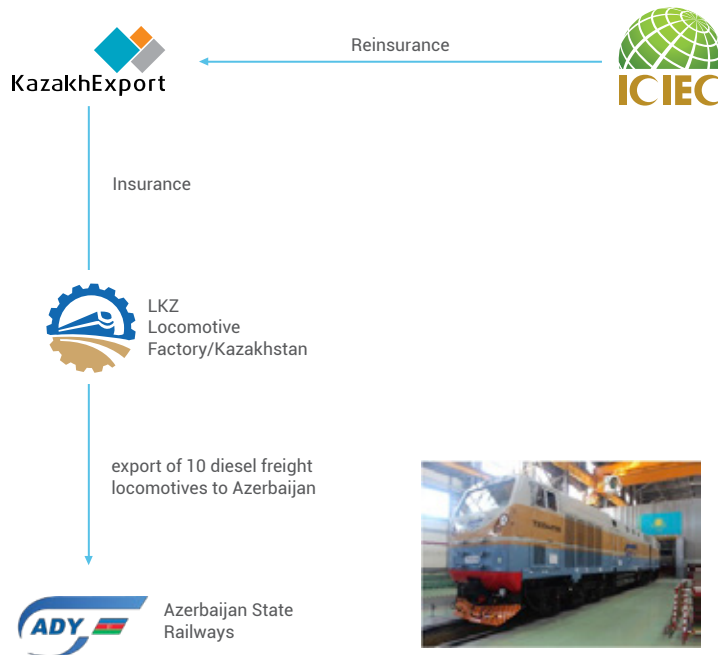 Reinsurance
KazakhExport
ICIEC
Insurance
LKZ
Locomotive
Factory/Kazakhstan
export of 10 diesel freight
locomotives to Azerbaijan
Azerbaijan State
Railways
ADY